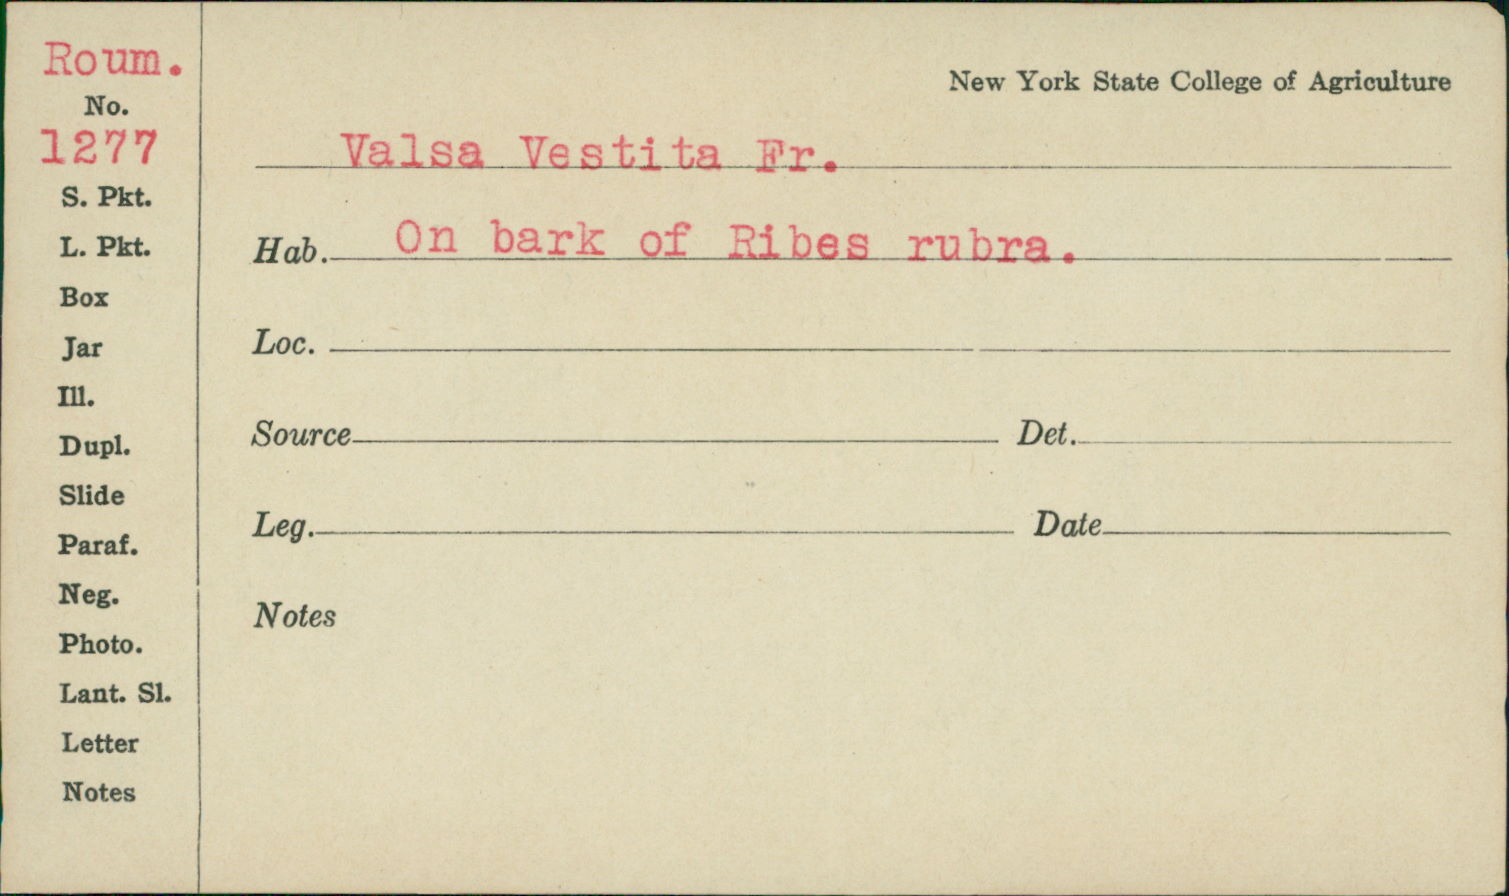 Roum.
No.
1277
S. Pkt.
L. Pkt.
Box
Jar
Ill.
Dupl.
Slide
Paraf.
Neg.
Photo.
Lant. Sl.
Letter
Notes
New York State College of Agriculture
Valsa Vestita Fr.
Hab. On bark of Ribes rubra.
Loc.
Source Det.
Leg. Date
Notes